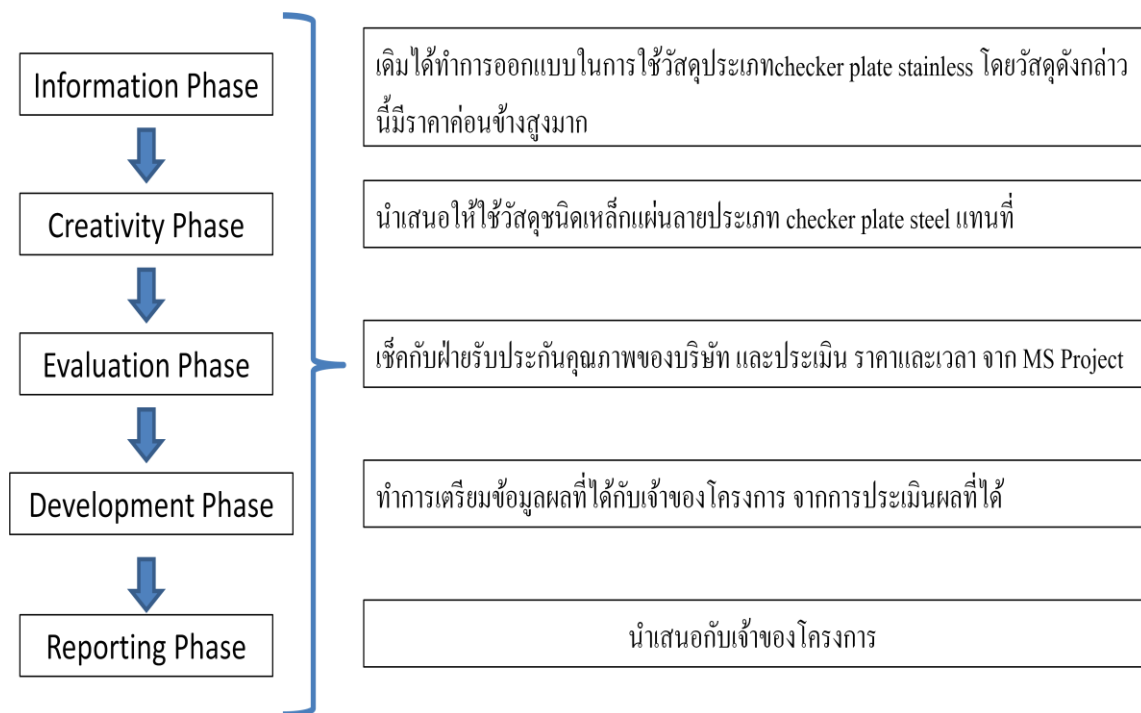 Information Phase
เดิมได้ทำการออกแบบในการใช้วัสดุประเภทchecker plate stainless โดยวัสดุดังกล่าว
นี้มีราคาค่อนข้างสูงมาก
Creativity Phase
นำเสนอให้ใช้วัสดุชนิดเหล็กแผ่นลายประเภท checker plate steel แทนที่
Evaluation Phase
เช็คกับฝ่ายรับประกันคุณภาพของบริษัท และประเมิน ราคาและเวลา จาก MS Project
Development Phase
ทำการเตรียมข้อมูลผลที่ได้กับเจ้าของโครงการ จากการประเมินผลที่ได้
Reporting Phase
นำเสนอกับเจ้าของโครงการ